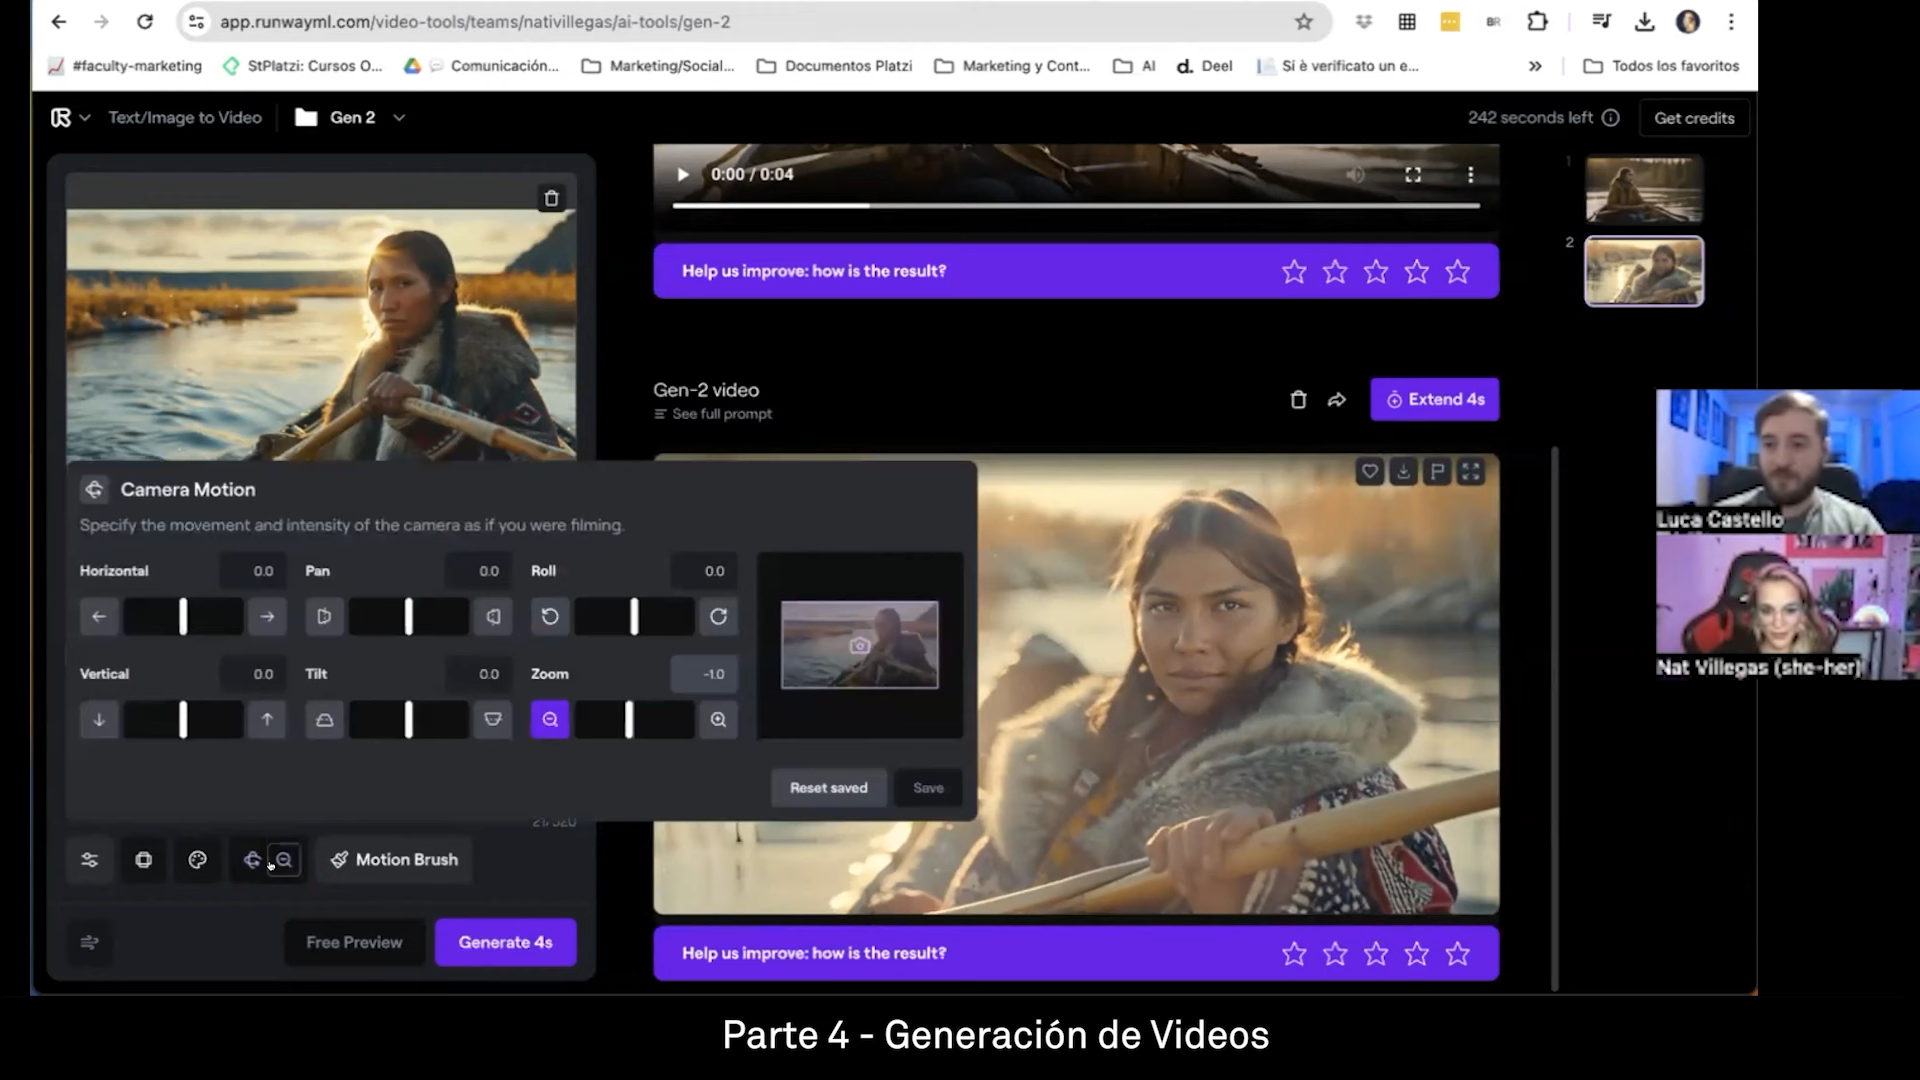 app.runwayml.com/video-tools/teams/nativillegas/ai-tools/gen-2
BR
#faculty-marketing
StPlatzi: Cursos O...
Comunicación...
Marketing/Social...
Documentos Platzi
Marketing y Cont...
AI
d. Deel
Si è verificato un e...
»
Todos los favoritos
Text/Image to Video
Gen 2
242 seconds left
Get credits
0:00 / 0:04
Help us improve: how is the result?
1
2
Gen-2 video
See full prompt
Extend 4s
Camera Motion
Specify the movement and intensity of the camera as if you were filming.
Horizontal 0.0
Pan 0.0
Roll 0.0
Vertical 0.0
Tilt 0.0
Zoom -1.0
Reset saved
Save
21/320
Motion Brush
Free Preview
Generate 4s
Help us improve: how is the result?
Luca Castello
Nat Villegas (she-her)
Parte 4 - Generación de Videos